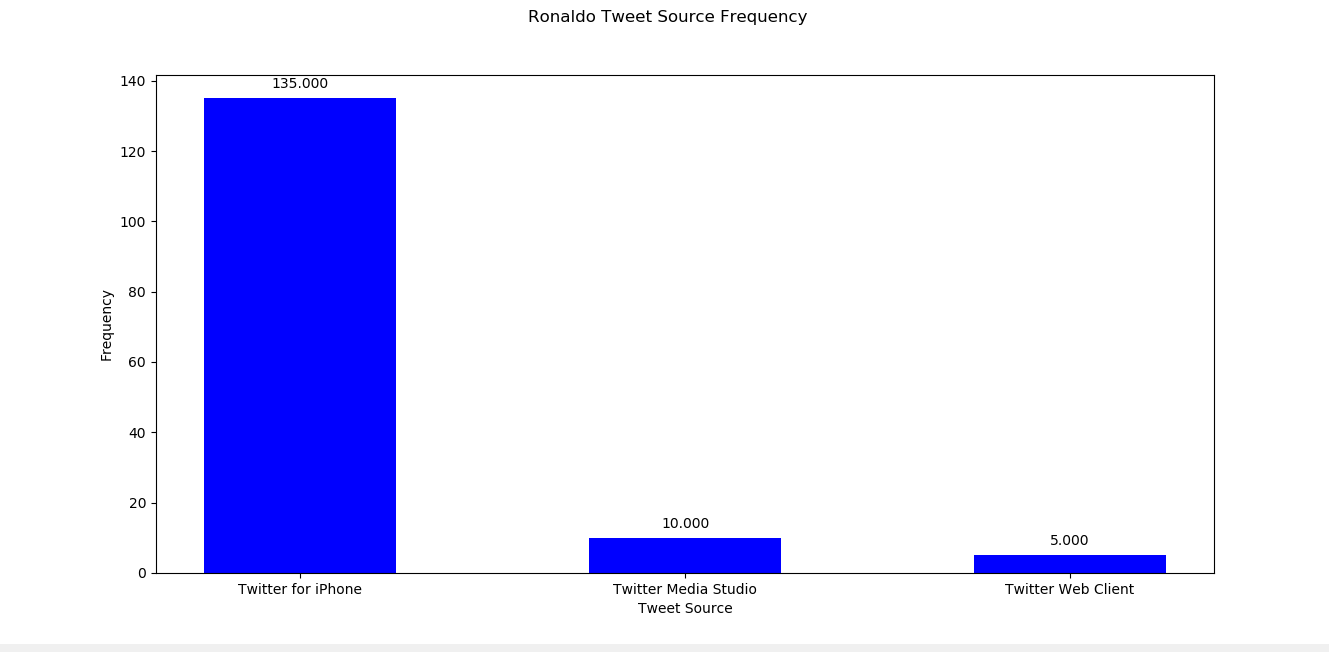 Ronaldo Tweet Source Frequency
135.000
10.000
5.000
140
120
100
80
60
40
20
0
Frequency
Twitter for iPhone
Twitter Media Studio
Twitter Web Client
Tweet Source